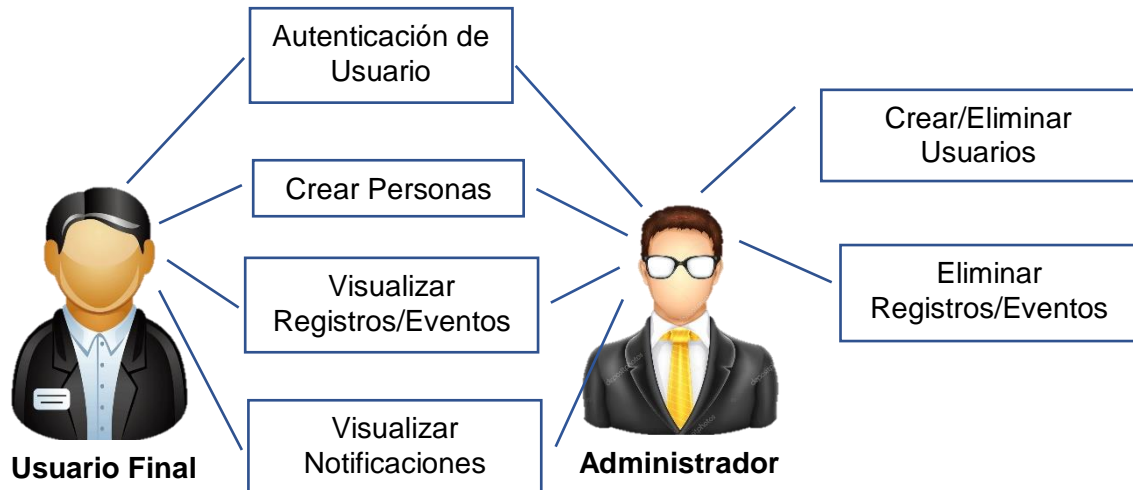 Autenticación de
Usuario
Crear/Eliminar
Usuarios
Crear Personas
Visualizar
Registros/Eventos
Eliminar
Registros/Eventos
Visualizar
Notificaciones
Usuario Final
Administrador